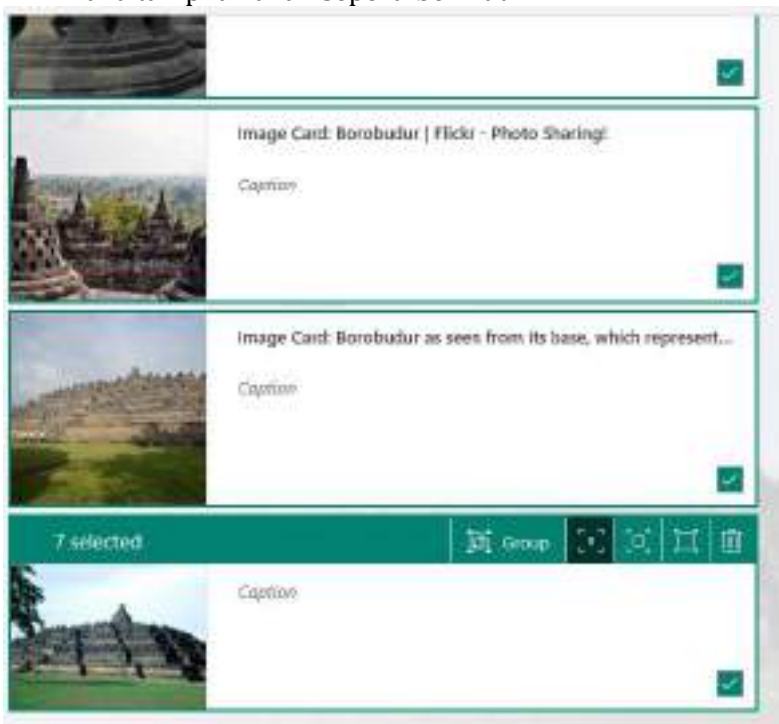 Image Card: Borobudur | Flickr - Photo Sharing!
Caption
Image Card: Borobudur as seen from its base, which represent...
Caption
7 selected
Group
Caption